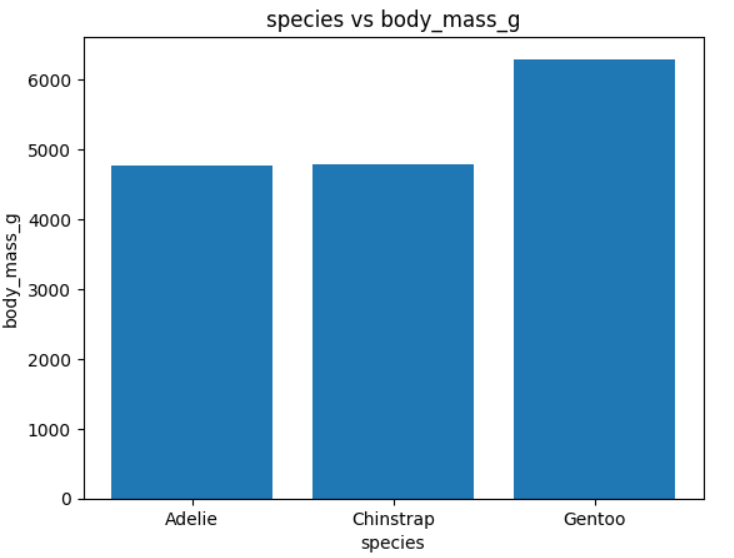 species vs body_mass_g
body_mass_g
6000
5000
4000
3000
2000
1000
0
Adelie Chinstrap Gentoo
species